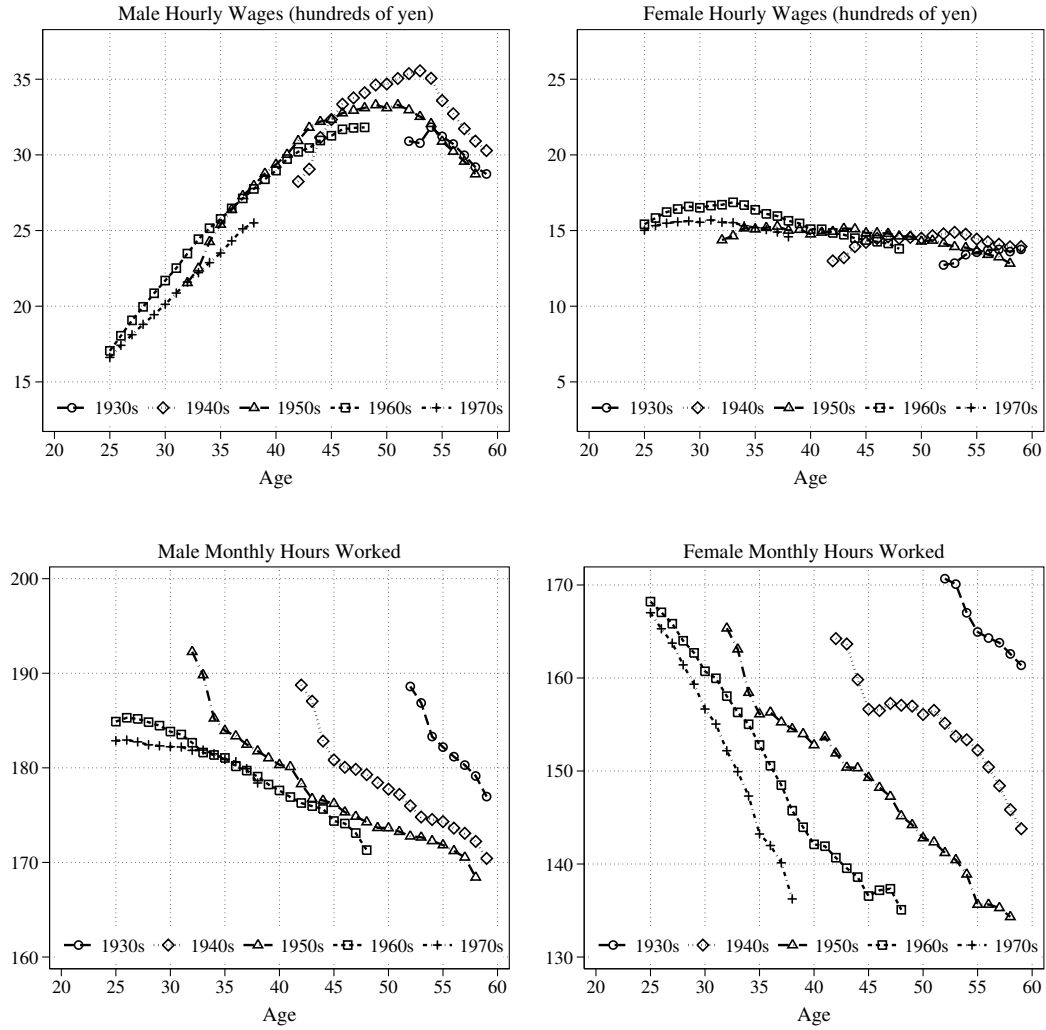 Male Hourly Wages (hundreds of yen)
35
30
25
20
15
1930s 1940s 1950s 1960s 1970s
20 25 30 35 40 45 50 55 60
Age
Female Hourly Wages (hundreds of yen)
25
20
15
10
5
1930s 1940s 1950s 1960s 1970s
20 25 30 35 40 45 50 55 60
Age
Male Monthly Hours Worked
200
190
180
170
160
1930s 1940s 1950s 1960s 1970s
20 25 30 35 40 45 50 55 60
Age
Female Monthly Hours Worked
170
160
150
140
130
1930s 1940s 1950s 1960s 1970s
20 25 30 35 40 45 50 55 60
Age